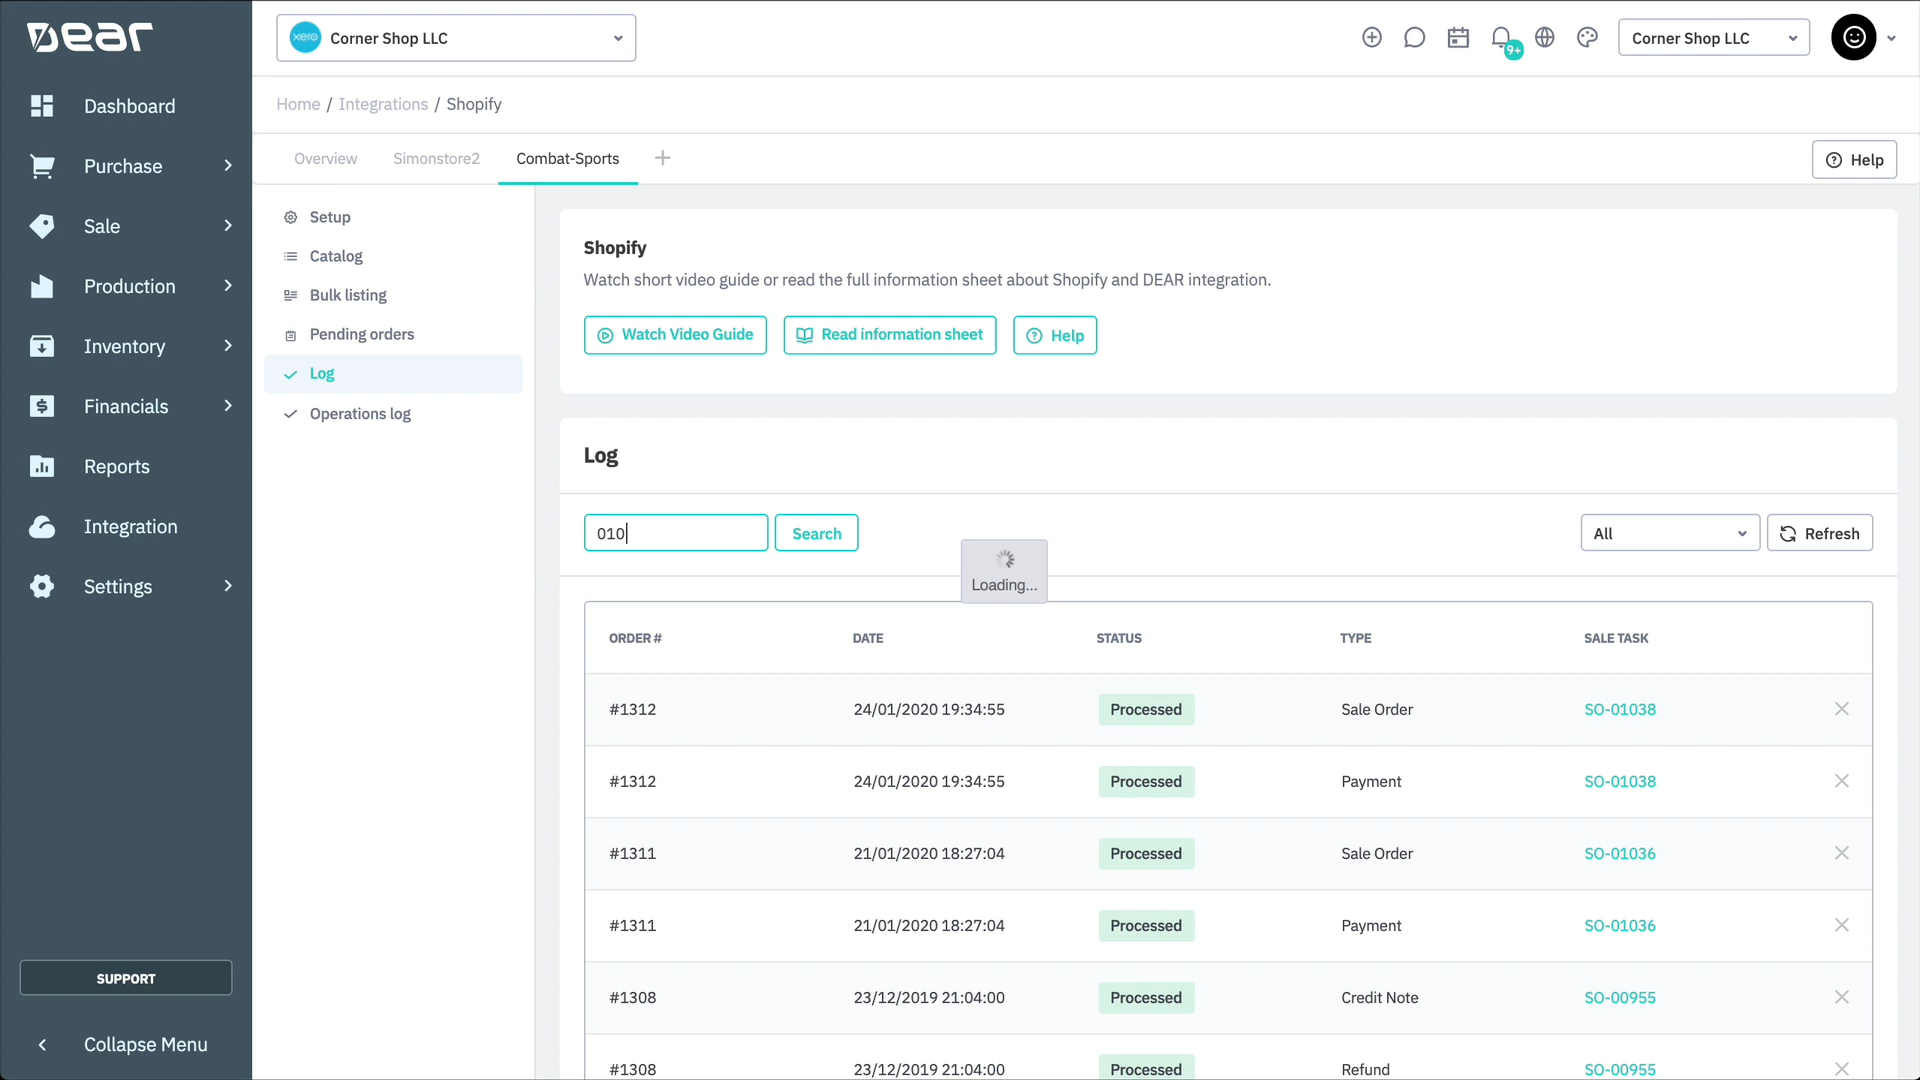 DEAR
Dashboard
Purchase
Sale
Production
Inventory
Financials
Reports
Integration
Settings
SUPPORT
Collapse Menu
xero Corner Shop LLC
9+
Corner Shop LLC
Home / Integrations / Shopify
Overview Simonstore2 Combat-Sports
Help
Setup
Catalog
Bulk listing
Pending orders
Log
Operations log
Shopify
Watch short video guide or read the full information sheet about Shopify and DEAR integration.
Watch Video Guide Read information sheet Help
Log
010 Search All Refresh
Loading...
ORDER # DATE STATUS TYPE SALE TASK
#1312 24/01/2020 19:34:55 Processed Sale Order SO-01038
#1312 24/01/2020 19:34:55 Processed Payment SO-01038
#1311 21/01/2020 18:27:04 Processed Sale Order SO-01036
#1311 21/01/2020 18:27:04 Processed Payment SO-01036
#1308 23/12/2019 21:04:00 Processed Credit Note SO-00955
#1308 23/12/2019 21:04:00 Processed Refund SO-00955